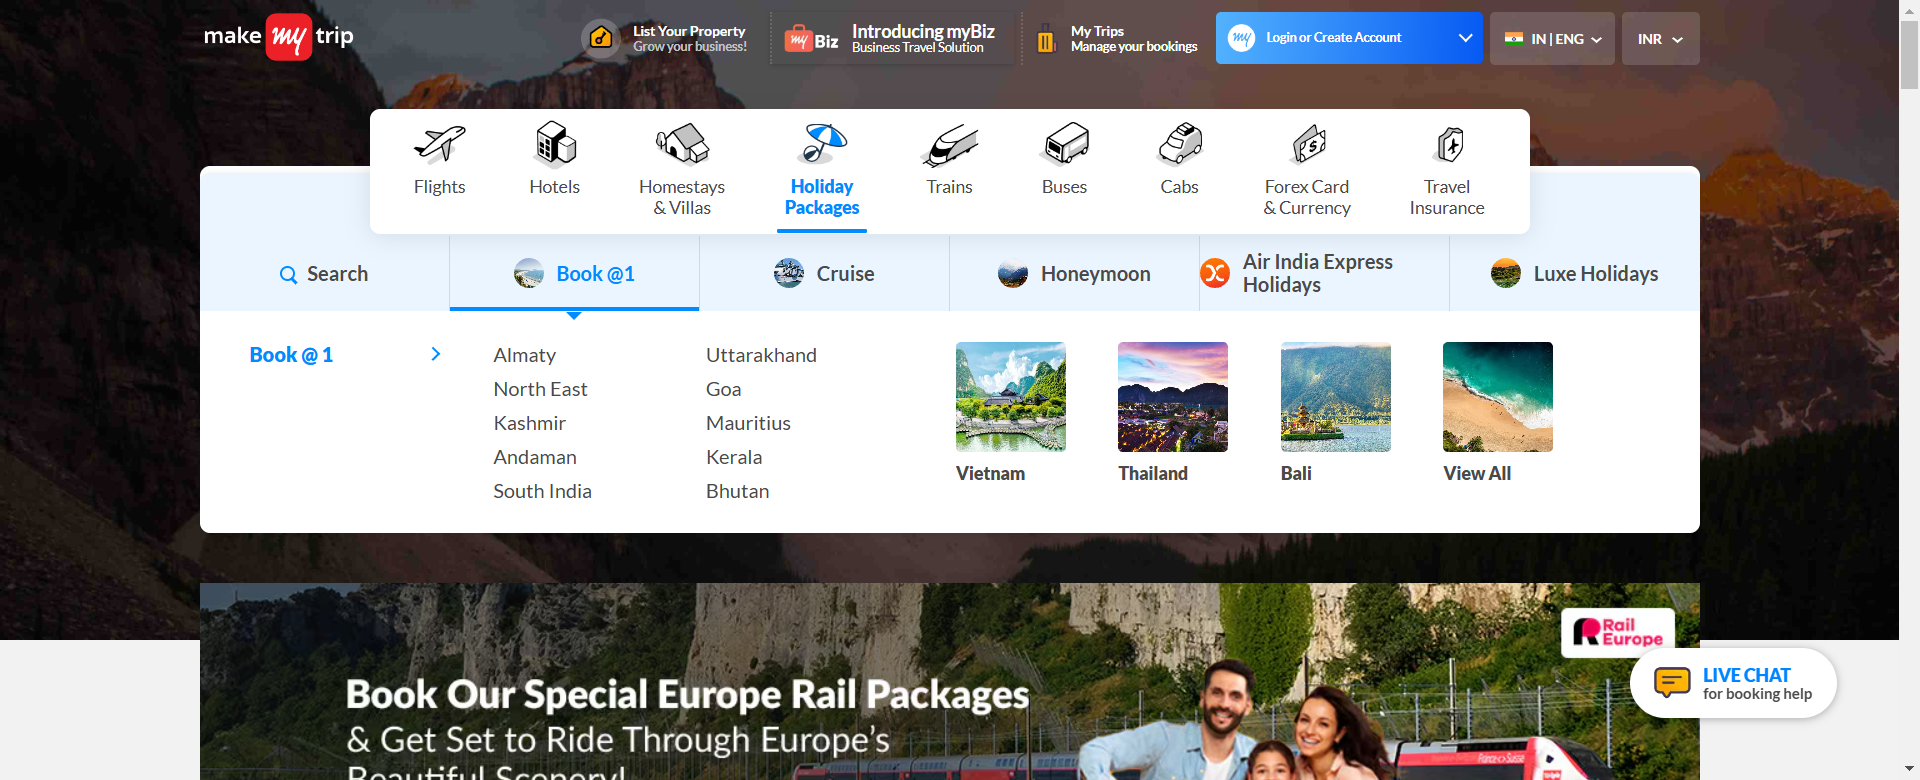 make my trip
List Your Property
Grow your business!
my Biz
Introducing myBiz
Business Travel Solution
My Trips
Manage your bookings
my
Login or Create Account
IN | ENG
INR
Flights
Hotels
Homestays
& Villas
Holiday
Packages
Trains
Buses
Cabs
Forex Card
& Currency
Travel
Insurance
Search
Book @1
Cruise
Honeymoon
Air India Express
Holidays
Luxe Holidays
Book @ 1
Almaty
North East
Kashmir
Andaman
South India
Uttarakhand
Goa
Mauritius
Kerala
Bhutan
Vietnam
Thailand
Bali
View All
Rail
Europe
LIVE CHAT
for booking help
Book Our Special Europe Rail Packages
& Get Set to Ride Through Europe's
Beautiful Scenery!